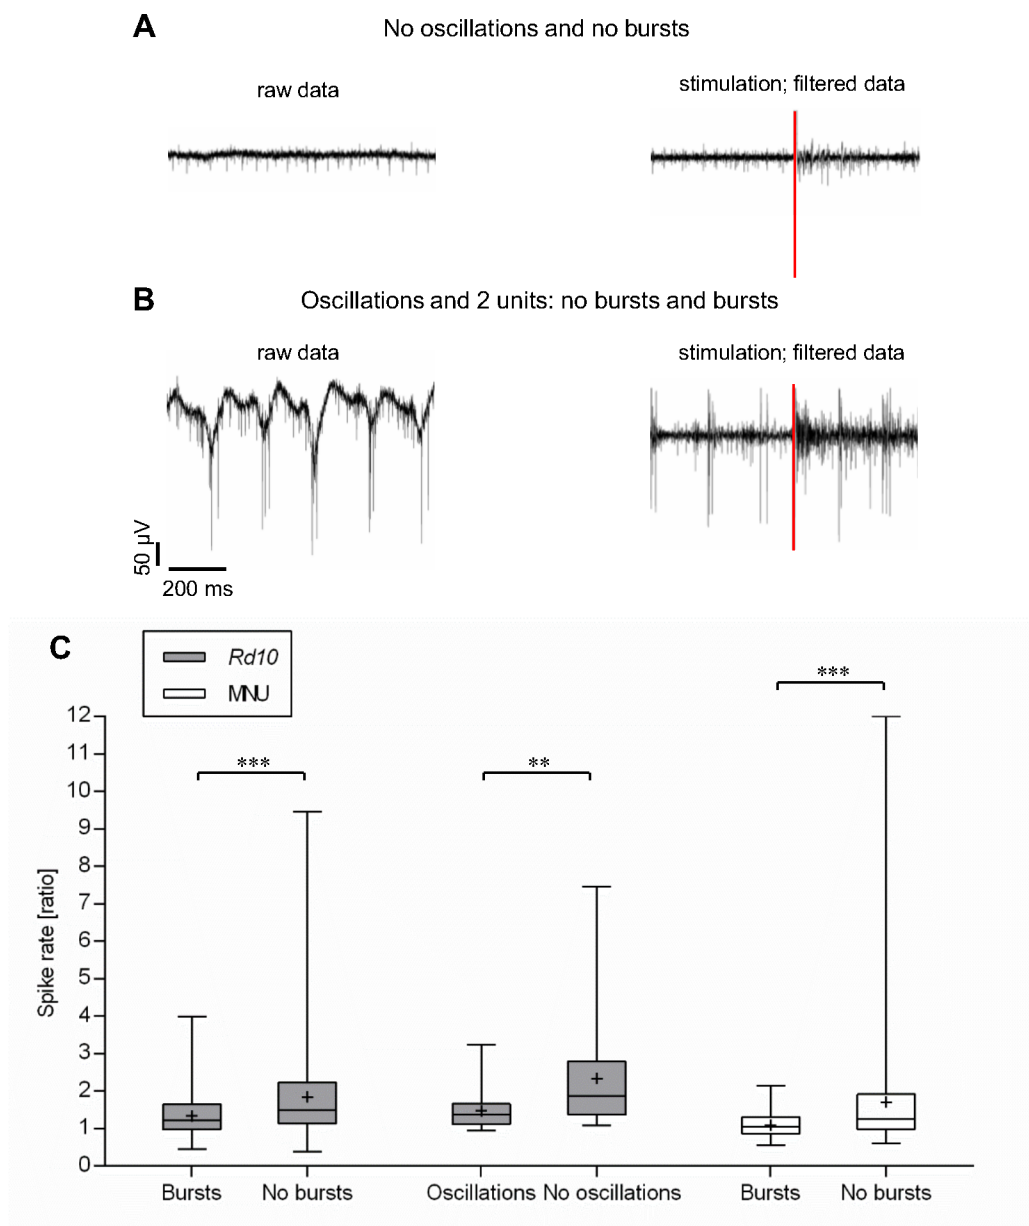 A
No oscillations and no bursts
raw data
stimulation; filtered data
B
Oscillations and 2 units: no bursts and bursts
raw data
stimulation; filtered data
50 µV
200 ms
C
Rd10
MNU
***
**
***
12
11
10
9
8
7
6
5
4
3
2
1
0
Spike rate [ratio]
Bursts
No bursts
Oscillations
No oscillations
Bursts
No bursts